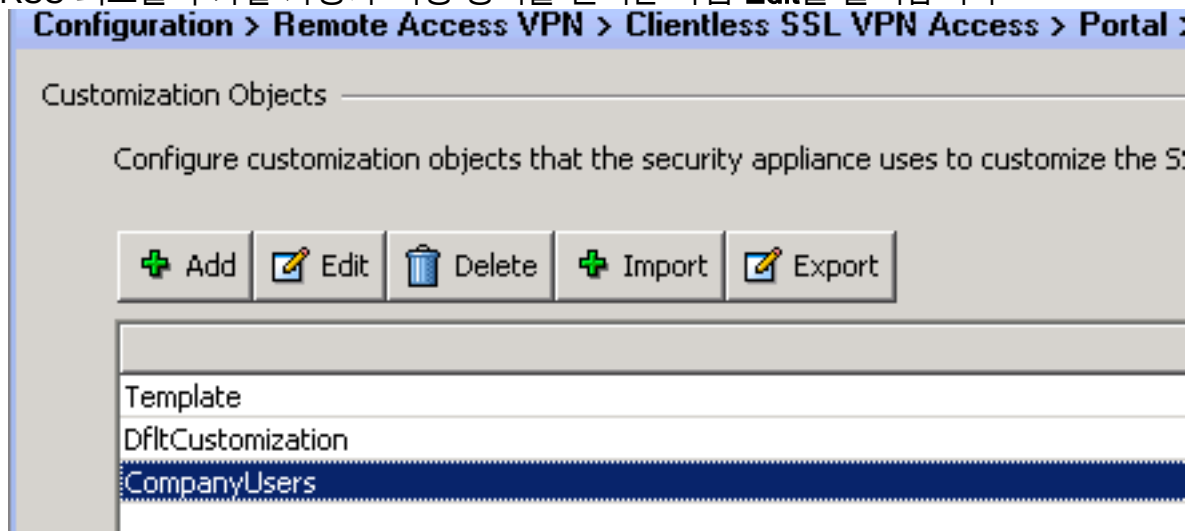 Edit
Configuration > Remote Access VPN > Clientless SSL VPN Access > Portal >
Customization Objects
Configure customization objects that the security appliance uses to customize the
Add Edit Delete Import Export
Template
DfltCustomization
CompanyUsers